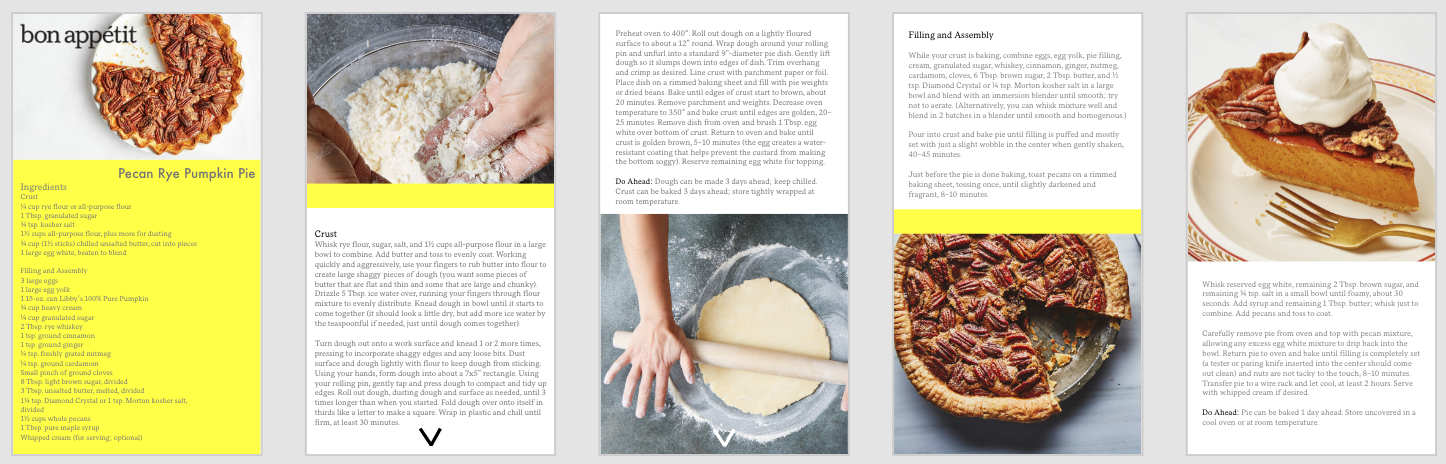 bon appétit
Pecan Rye Pumpkin Pie
Ingredients
Crust
¼ cup rye flour or all-purpose flour
1 Tbsp. granulated sugar
¾ tsp. kosher salt
1½ cups all-purpose flour, plus more for dusting
¾ cup (1½ sticks) chilled unsalted butter, cut into pieces
1 large egg white, beaten to blend
Filling and Assembly
3 large eggs
1 large egg yolk
1 15-oz. can Libby's 100% Pure Pumpkin
¾ cup heavy cream
¼ cup granulated sugar
2 Tbsp. rye whiskey
1 tsp. ground cinnamon
1 tsp. ground ginger
¼ tsp. freshly grated nutmeg
¼ tsp. ground cardamom
Small pinch of ground cloves
8 Tbsp. light brown sugar, divided
3 Tbsp. unsalted butter, melted, divided
1¼ tsp. Diamond Crystal or 1 tsp. Morton kosher salt,
divided
1½ cups whole pecans
1 Tbsp. pure maple syrup
Whipped cream (for serving; optional)
Crust
Whisk rye flour, sugar, salt, and 1½ cups all-purpose flour in a large
bowl to combine. Add butter and toss to evenly coat. Working
quickly and aggressively, use your fingers to rub butter into flour to
create large shaggy pieces of dough (you want some pieces of
butter that are flat and thin and some that are large and chunky).
Drizzle 5 Tbsp. ice water over, running your fingers through flour
mixture to evenly distribute. Knead dough in bowl until it starts to
come together (it should look a little dry, but add more ice water by
the teaspoonful if needed, just until dough comes together).
Turn dough out onto a work surface and knead 1 or 2 more times,
pressing to incorporate shaggy edges and any loose bits. Dust
surface and dough lightly with flour to keep dough from sticking.
Using your hands, form dough into about a 7x5" rectangle. Using
your rolling pin, gently tap and press dough to compact and tidy up
edges. Roll out dough, dusting dough and surface as needed, until 3
times longer than when you started. Fold dough over onto itself in
thirds like a letter to make a square. Wrap in plastic and chill until
firm, at least 30 minutes.
Preheat oven to 400°. Roll out dough on a lightly floured
surface to about a 12" round. Wrap dough around your rolling
pin and unfurl into a standard 9"-diameter pie dish. Gently lift
dough so it slumps down into edges of dish. Trim overhang
and crimp as desired. Line crust with parchment paper or foil.
Place dish on a rimmed baking sheet and fill with pie weights
or dried beans. Bake until edges of crust start to brown, about
20 minutes. Remove parchment and weights. Decrease oven
temperature to 350° and bake crust until edges are golden, 20–
25 minutes. Remove dish from oven and brush 1 Tbsp. egg
white over bottom of crust. Return to oven and bake until
crust is golden brown, 5–10 minutes (the egg creates a water-
resistant coating that helps prevent the custard from making
the bottom soggy). Reserve remaining egg white for topping.
Do Ahead: Dough can be made 3 days ahead; keep chilled.
Crust can be baked 3 days ahead; store tightly wrapped at
room temperature.
Filling and Assembly
While your crust is baking, combine eggs, egg yolk, pie filling,
cream, granulated sugar, whiskey, cinnamon, ginger, nutmeg,
cardamom, cloves, 6 Tbsp. brown sugar, 2 Tbsp. butter, and ½
tsp. Diamond Crystal or ¼ tsp. Morton kosher salt in a large
bowl and blend with an immersion blender until smooth; try
not to aerate. (Alternatively, you can whisk mixture well and
blend in 2 batches in a blender until smooth and homogenous.)
Pour into crust and bake pie until filling is puffed and mostly
set with just a slight wobble in the center when gently shaken,
40–45 minutes.
Just before the pie is done baking, toast pecans on a rimmed
baking sheet, tossing once, until slightly darkened and
fragrant, 8–10 minutes.
Whisk reserved egg white, remaining 2 Tbsp. brown sugar, and
remaining ¾ tsp. salt in a small bowl until foamy, about 30
seconds. Add syrup and remaining 1 Tbsp. butter; whisk just to
combine. Add pecans and toss to coat.
Carefully remove pie from oven and top with pecan mixture,
allowing any excess egg white mixture to drip back into the
bowl. Return pie to oven and bake until filling is completely set
(a tester or paring knife inserted into the center should come
out clean) and nuts are not tacky to the touch, 8–10 minutes.
Transfer pie to a wire rack and let cool, at least 2 hours. Serve
with whipped cream if desired.
Do Ahead: Pie can be baked 1 day ahead. Store uncovered in a
cool oven or at room temperature.